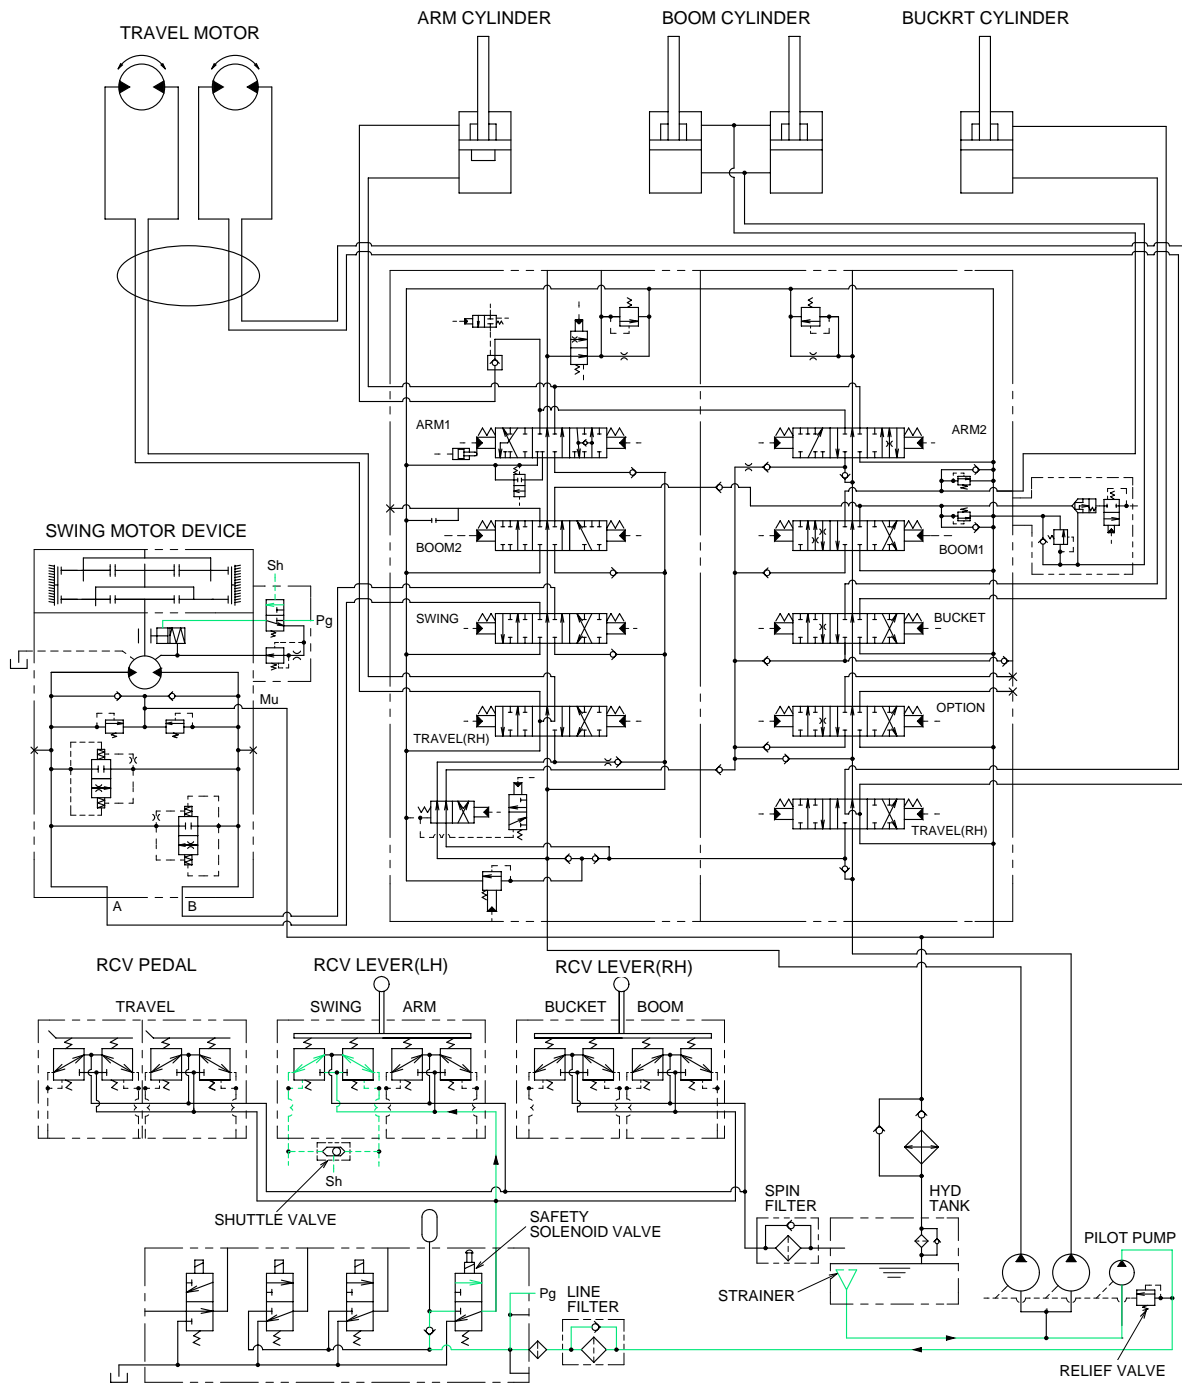 ARM CYLINDER
BOOM CYLINDER
BUCKRT CYLINDER
TRAVEL MOTOR
ARM1
ARM2
SWING MOTOR DEVICE
BOOM2
BOOM1
Sh
Pg
SWING
BUCKET
Mu
OPTION
TRAVEL(RH)
TRAVEL(RH)
A
B
RCV PEDAL
RCV LEVER(LH)
RCV LEVER(RH)
TRAVEL
SWING
ARM
BUCKET
BOOM
Sh
SHUTTLE VALVE
SAFETY
SOLENOID VALVE
SPIN
FILTER
HYD
TANK
PILOT PUMP
STRAINER
Pg
LINE
FILTER
RELIEF VALVE